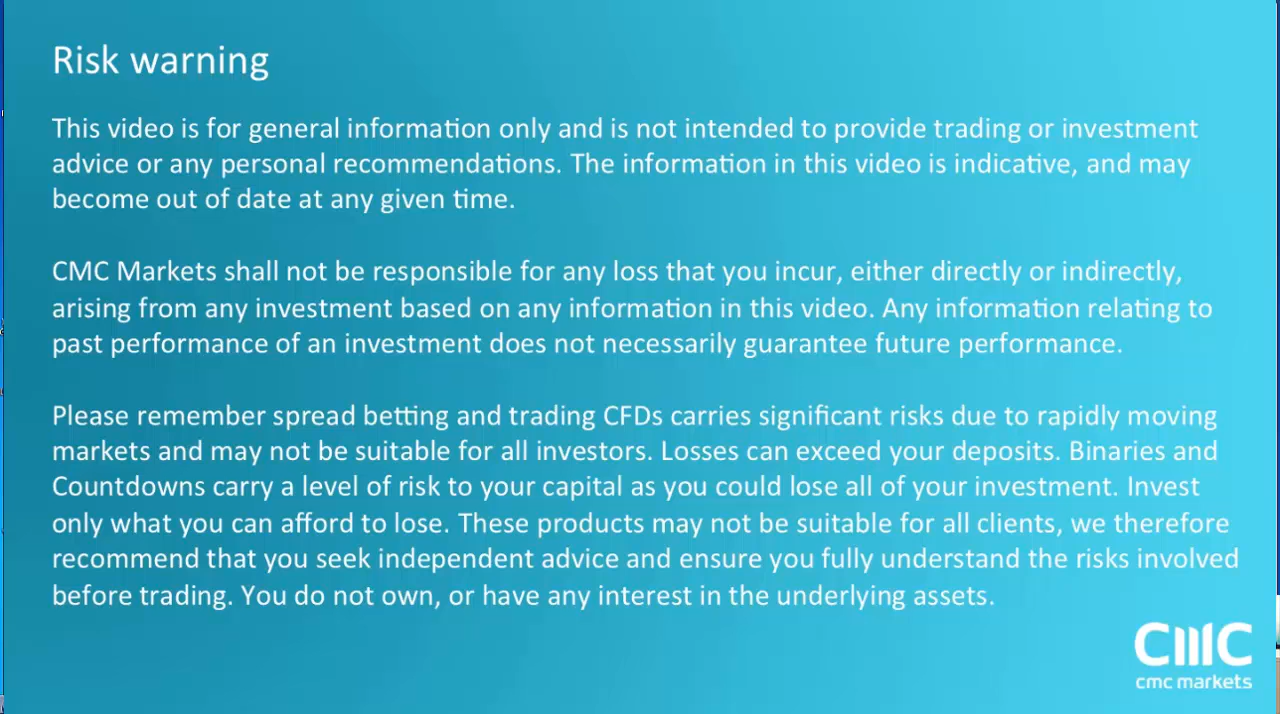 Risk warning
This video is for general information only and is not intended to provide trading or investment
advice or any personal recommendations. The information in this video is indicative, and may
become out of date at any given time.
CMC Markets shall not be responsible for any loss that you incur, either directly or indirectly,
arising from any investment based on any information in this video. Any information relating to
past performance of an investment does not necessarily guarantee future performance.
Please remember spread betting and trading CFDs carries significant risks due to rapidly moving
markets and may not be suitable for all investors. Losses can exceed your deposits. Binaries and
Countdowns carry a level of risk to your capital as you could lose all of your investment. Invest
only what you can afford to lose. These products may not be suitable for all clients, we therefore
recommend that you seek independent advice and ensure you fully understand the risks involved
before trading. You do not own, or have any interest in the underlying assets.
CMC
cmc markets